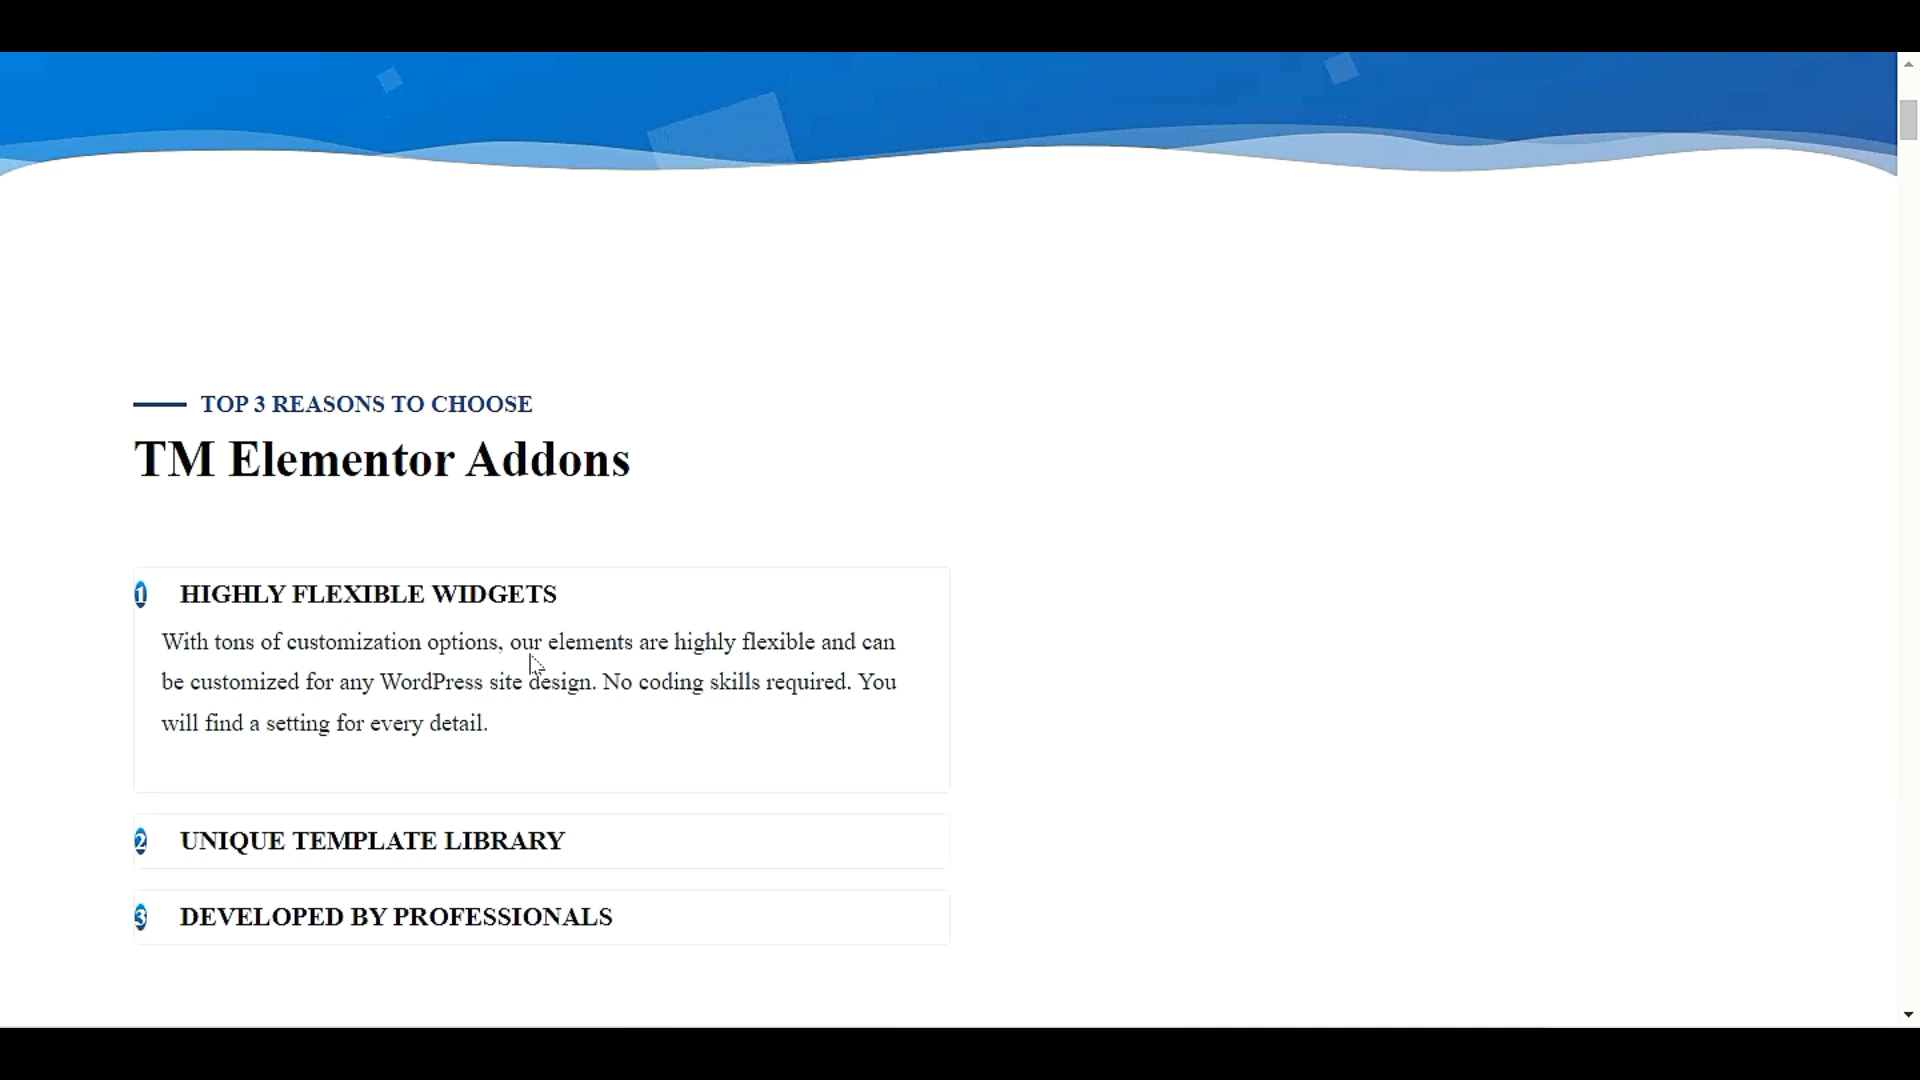 TOP 3 REASONS TO CHOOSE
TM Elementor Addons
1 HIGHLY FLEXIBLE WIDGETS
With tons of customization options, our elements are highly flexible and can
be customized for any WordPress site design. No coding skills required. You
will find a setting for every detail.
2 UNIQUE TEMPLATE LIBRARY
3 DEVELOPED BY PROFESSIONALS